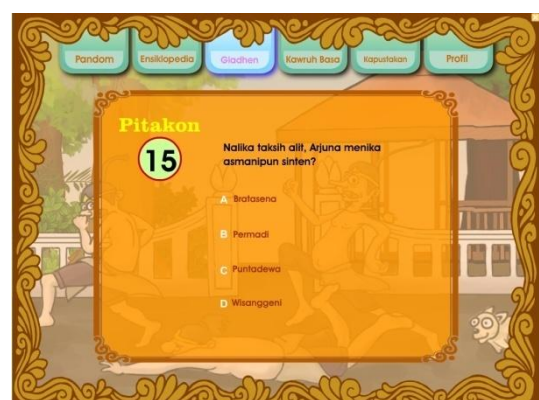 Pandom
Ensiklopedia
Gladhen
Kawruh Basa
Kapustakan
Profil
Pitakon
15
Nalika taksih alit, Arjuna menika
asmanipun sinten?
A Bratasena
B Permadi
C Puntadewa
D Wisanggeni